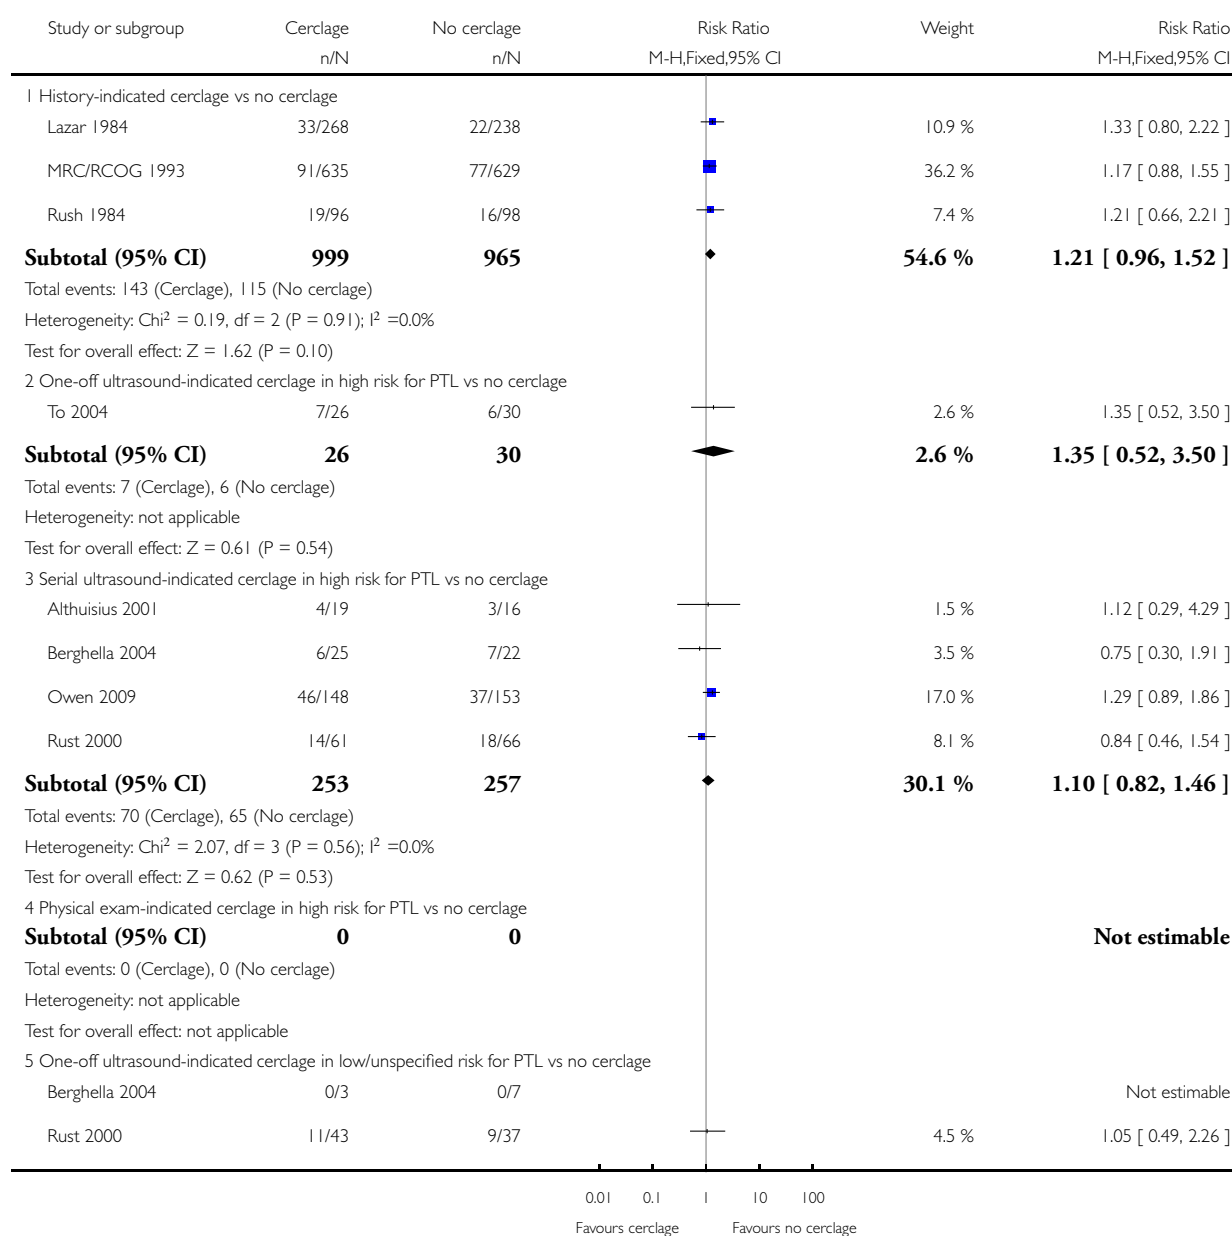 Study or subgroup Cerclage No cerclage Risk Ratio Weight Risk Ratio
n/N n/N M-H,Fixed,95% CI M-H,Fixed,95% CI
1 History-indicated cerclage vs no cerclage
Lazar 1984 33/268 22/238 10.9 % 1.33 [ 0.80, 2.22 ]
MRC/RCOG 1993 91/635 77/629 36.2 % 1.17 [ 0.88, 1.55 ]
Rush 1984 19/96 16/98 7.4 % 1.21 [ 0.66, 2.21 ]
Subtotal (95% CI) 999 965 54.6 % 1.21 [ 0.96, 1.52 ]
Total events: 143 (Cerclage), 115 (No cerclage)
Heterogeneity: Chi² = 0.19, df = 2 (P = 0.91); I² =0.0%
Test for overall effect: Z = 1.62 (P = 0.10)
2 One-off ultrasound-indicated cerclage in high risk for PTL vs no cerclage
To 2004 7/26 6/30 2.6 % 1.35 [ 0.52, 3.50 ]
Subtotal (95% CI) 26 30 2.6 % 1.35 [ 0.52, 3.50 ]
Total events: 7 (Cerclage), 6 (No cerclage)
Heterogeneity: not applicable
Test for overall effect: Z = 0.61 (P = 0.54)
3 Serial ultrasound-indicated cerclage in high risk for PTL vs no cerclage
Althuisius 2001 4/19 3/16 1.5 % 1.12 [ 0.29, 4.29 ]
Berghella 2004 6/25 7/22 3.5 % 0.75 [ 0.30, 1.91 ]
Owen 2009 46/148 37/153 17.0 % 1.29 [ 0.89, 1.86 ]
Rust 2000 14/61 18/66 8.1 % 0.84 [ 0.46, 1.54 ]
Subtotal (95% CI) 253 257 30.1 % 1.10 [ 0.82, 1.46 ]
Total events: 70 (Cerclage), 65 (No cerclage)
Heterogeneity: Chi² = 2.07, df = 3 (P = 0.56); I² =0.0%
Test for overall effect: Z = 0.62 (P = 0.53)
4 Physical exam-indicated cerclage in high risk for PTL vs no cerclage
Subtotal (95% CI) 0 0 Not estimable
Total events: 0 (Cerclage), 0 (No cerclage)
Heterogeneity: not applicable
Test for overall effect: not applicable
5 One-off ultrasound-indicated cerclage in low/unspecified risk for PTL vs no cerclage
Berghella 2004 0/3 0/7 Not estimable
Rust 2000 11/43 9/37 4.5 % 1.05 [ 0.49, 2.26 ]
0.01 0.1 1 10 100
Favours cerclage Favours no cerclage